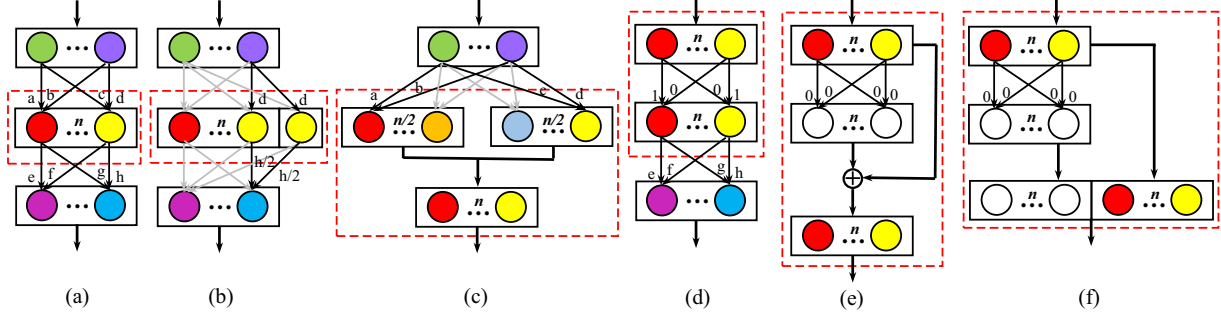 a b c d
n
e f g h
(a)
d d
n
h/2
h/2
(b)
a b c d
n/2 n/2
n
(c)
n
1 0 0 1
n
e f g h
(d)
n
0 0 0 0
n
n
(e)
n
0 0 0 0
n
n n
(f)